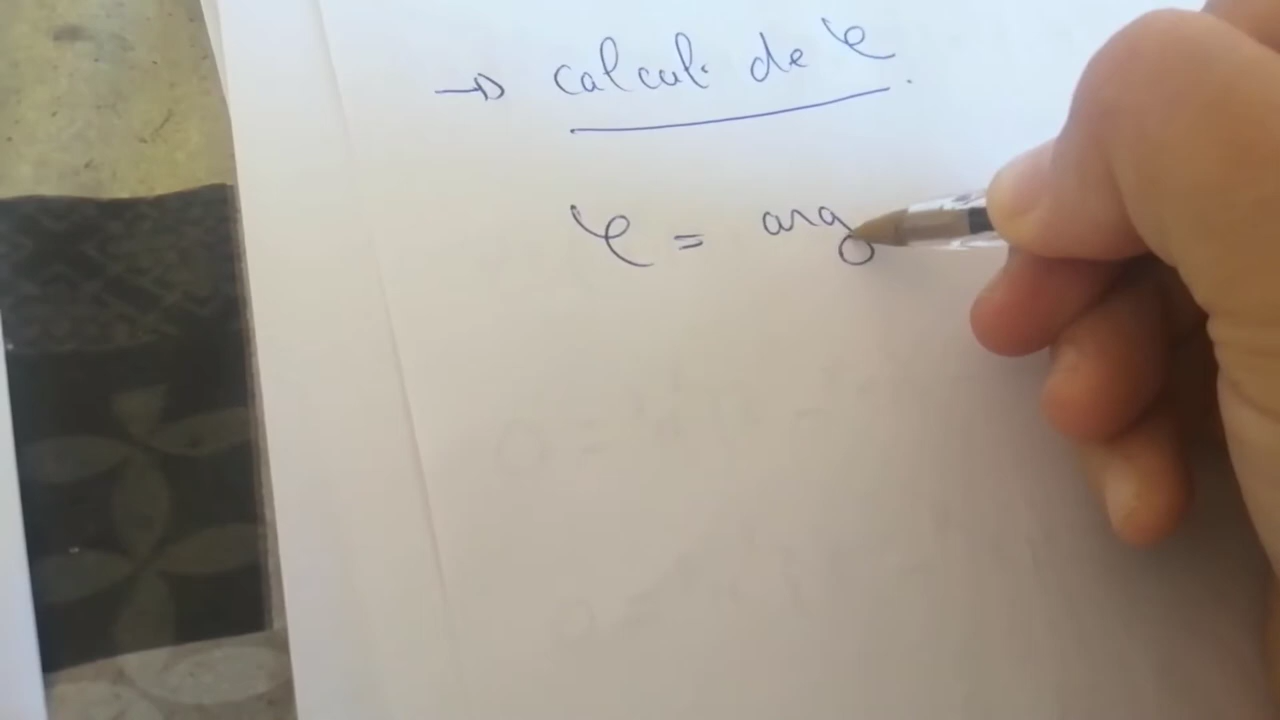 → calcul de φ.
φ = arg